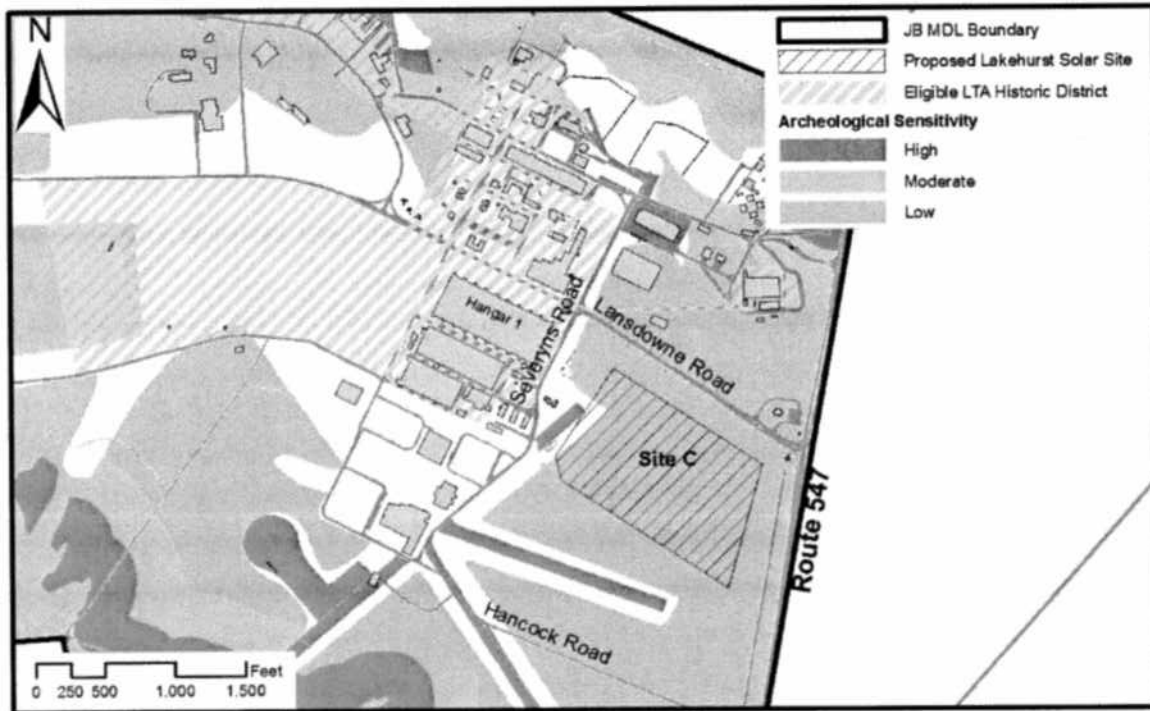 N
JB MDL Boundary
Proposed Lakehurst Solar Site
Eligible LTA Historic District
Archeological Sensitivity
High
Moderate
Low
Hangar 1
Severyns Road
Lansdowne Road
Site C
Route 547
Hancock Road
Feet
0 250 500 1.000 1.500